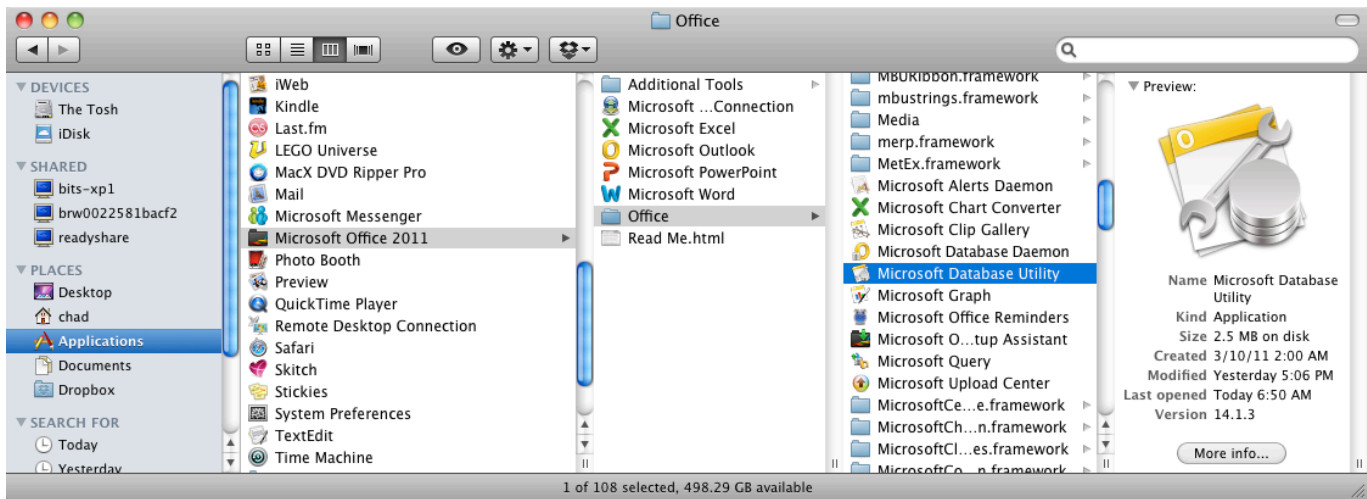 Office
DEVICES
The Tosh
iDisk
SHARED
bits-xp1
brw0022581bacf2
readyshare
PLACES
Desktop
chad
Applications
Documents
Dropbox
SEARCH FOR
Today
Yesterday
iWeb
Kindle
Last.fm
LEGO Universe
MacX DVD Ripper Pro
Mail
Microsoft Messenger
Microsoft Office 2011
Photo Booth
Preview
QuickTime Player
Remote Desktop Connection
Safari
Skitch
Stickies
System Preferences
TextEdit
Time Machine
Additional Tools
Microsoft ...Connection
Microsoft Excel
Microsoft Outlook
Microsoft PowerPoint
Microsoft Word
Office
Read Me.html
MBURibbon.framework
mbustrings.framework
Media
merp.framework
MetEx.framework
Microsoft Alerts Daemon
Microsoft Chart Converter
Microsoft Clip Gallery
Microsoft Database Daemon
Microsoft Database Utility
Microsoft Graph
Microsoft Office Reminders
Microsoft O...tup Assistant
Microsoft Query
Microsoft Upload Center
MicrosoftCe...e.framework
MicrosoftCh...n.framework
MicrosoftCl...es.framework
MicrosoftCo...n.framework
Preview:
Name Microsoft Database
Utility
Kind Application
Size 2.5 MB on disk
Created 3/10/11 2:00 AM
Modified Yesterday 5:06 PM
Last opened Today 6:50 AM
Version 14.1.3
More info...
1 of 108 selected, 498.29 GB available